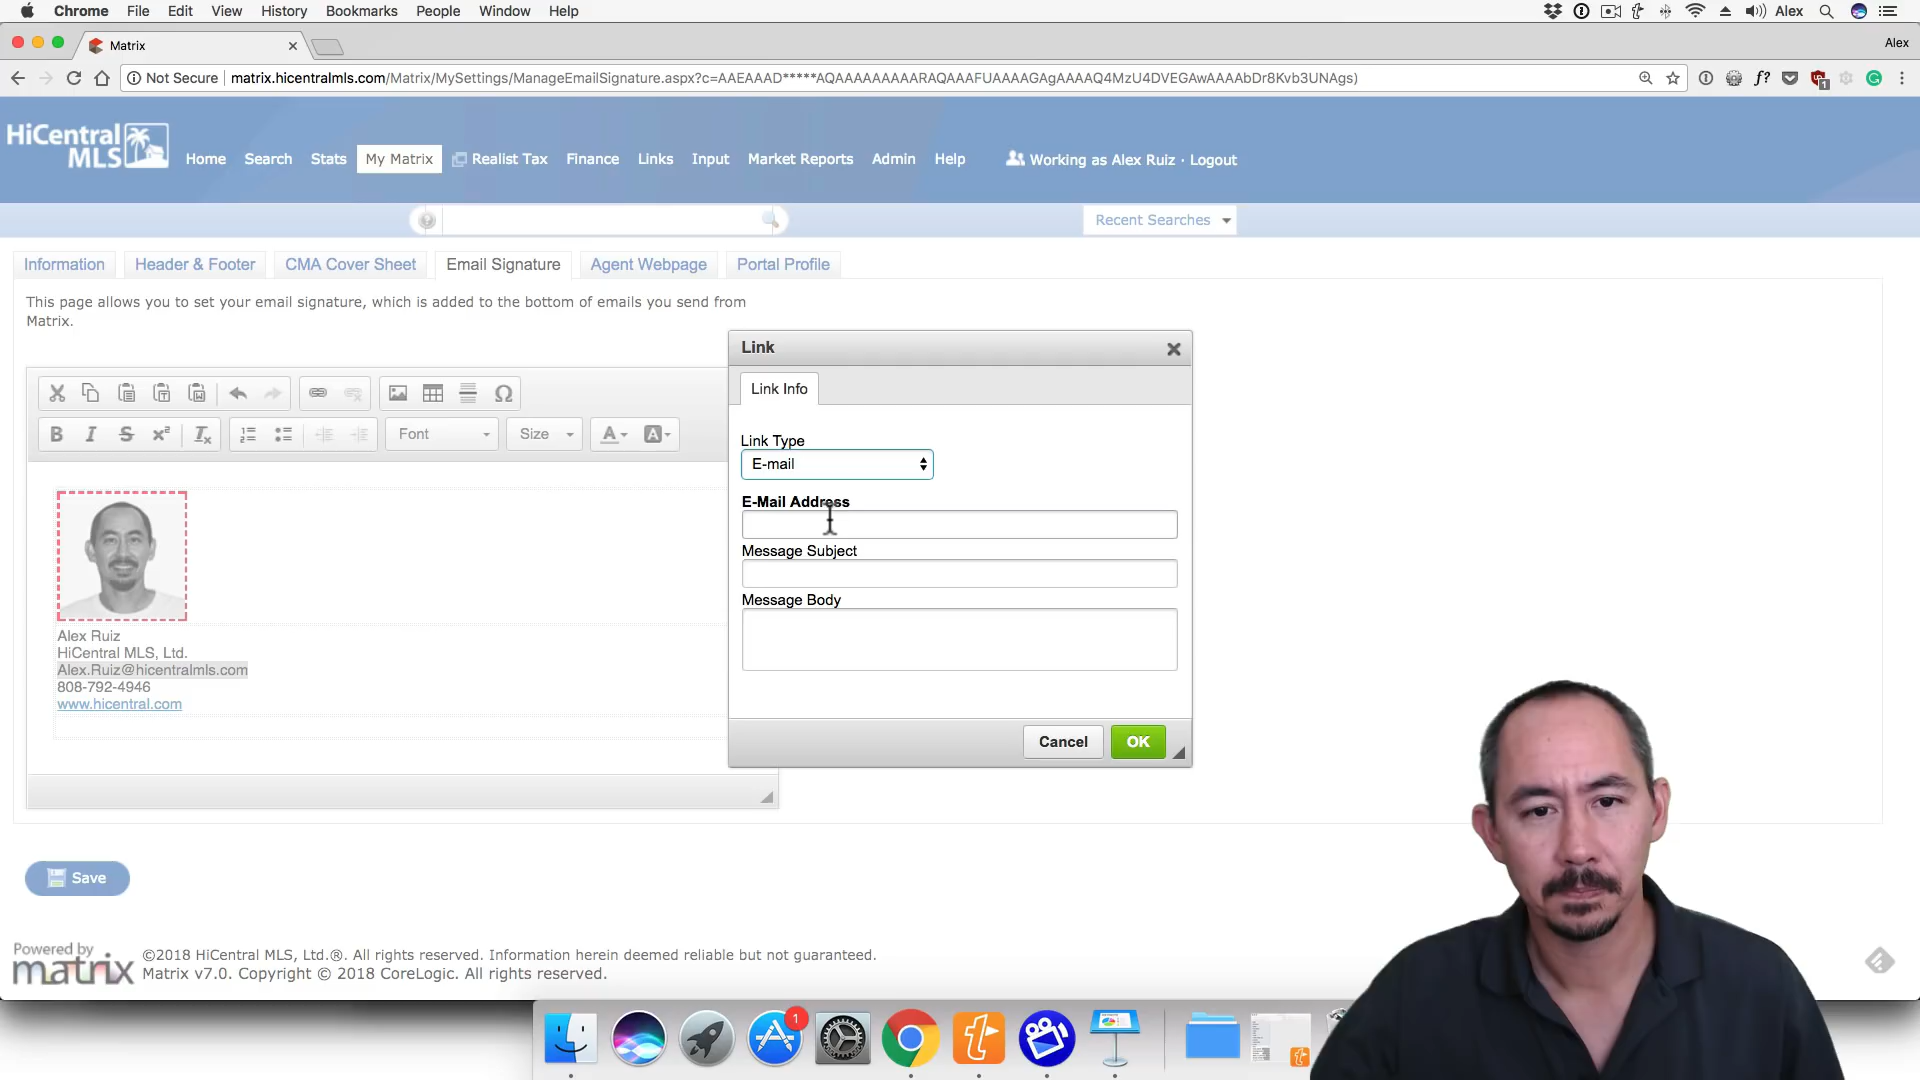 Chrome File Edit View History Bookmarks People Window Help Alex
Matrix
Alex
Not Secure matrix.hicentralmls.com/Matrix/MySettings/ManageEmailSignature.aspx?c=AAEAAAD*****AQAAAAAAAAARAQAAAFUAAAAGAgAAAAQ4MzU4DVEGAwAAAAbDr8Kvb3UNAgs)
f?
1
HiCentral
MLS
Home Search Stats My Matrix Realist Tax Finance Links Input Market Reports Admin Help Working as Alex Ruiz · Logout
Recent Searches
Information Header & Footer CMA Cover Sheet Email Signature Agent Webpage Portal Profile
This page allows you to set your email signature, which is added to the bottom of emails you send from
Matrix.
Font Size
Alex Ruiz
HiCentral MLS, Ltd.
Alex.Ruiz@hicentralmls.com
808-792-4946
www.hicentral.com
Link
Link Info
Link Type
E-mail
E-Mail Address
Message Subject
Message Body
Cancel OK
Save
Powered by
matrix
©2018 HiCentral MLS, Ltd.®. All rights reserved. Information herein deemed reliable but not guaranteed.
Matrix v7.0. Copyright © 2018 CoreLogic. All rights reserved.
1